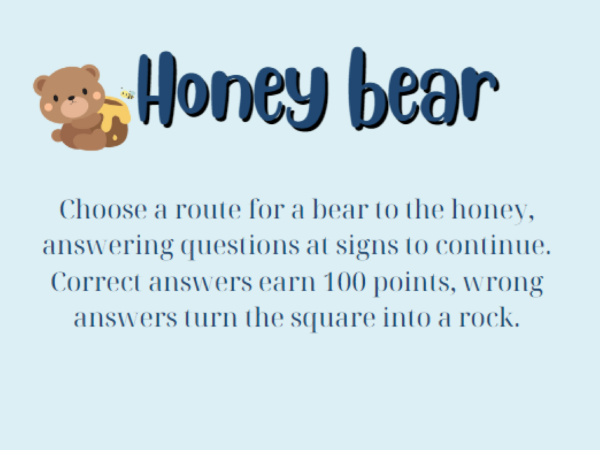 Honey bear
Choose a route for a bear to the honey,
answering questions at signs to continue.
Correct answers earn 100 points, wrong
answers turn the square into a rock.